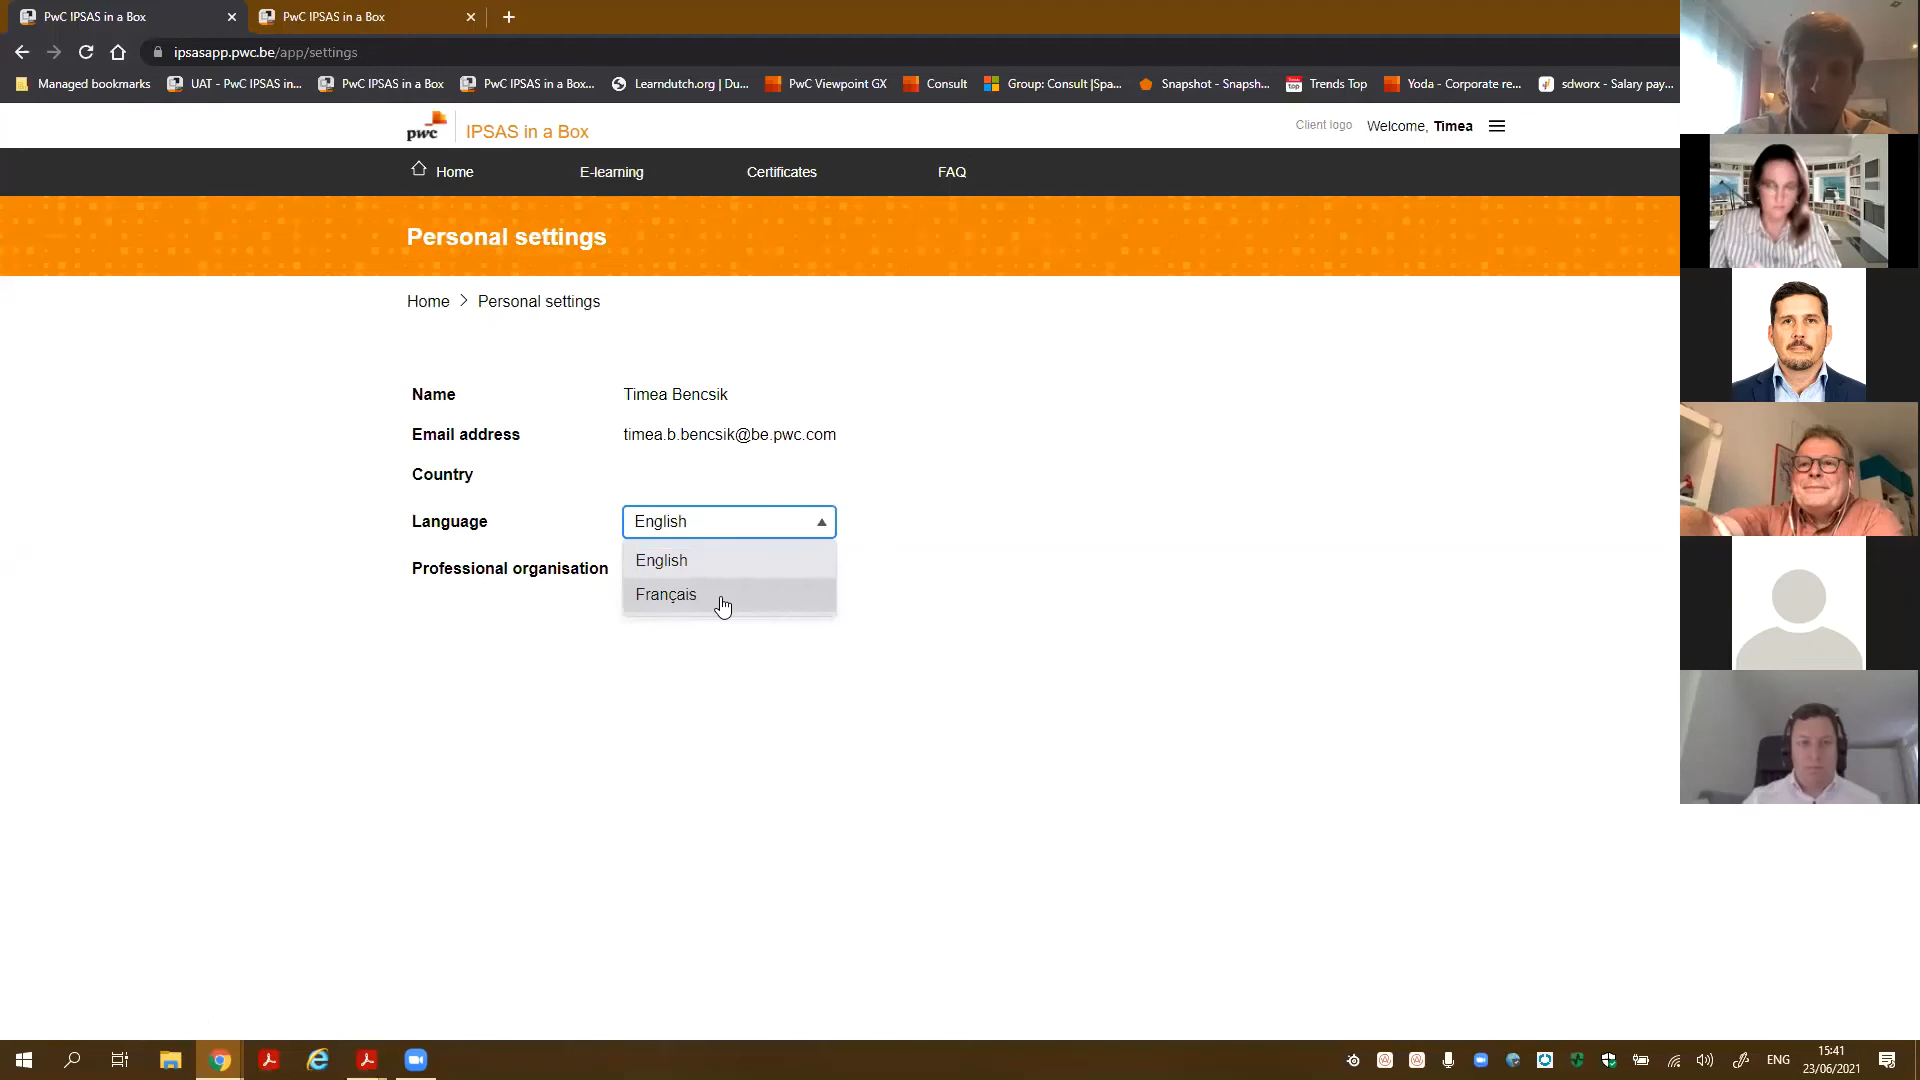 PwC IPSAS in a Box
PwC IPSAS in a Box
ipsasapp.pwc.be/app/settings
Managed bookmarks
UAT - PwC IPSAS in...
PwC IPSAS in a Box
PwC IPSAS in a Box...
Learndutch.org | Du...
PwC Viewpoint GX
Consult
Group: Consult |Spa...
Snapshot - Snapsh...
Trends Top
Yoda - Corporate re...
sdworx - Salary pay...
pwc
IPSAS in a Box
Client logo
Welcome, Timea
Home
E-learning
Certificates
FAQ
Personal settings
Home > Personal settings
Name
Timea Bencsik
Email address
timea.b.bencsik@be.pwc.com
Country
Language
English
English
Professional organisation
Français
ENG
15:41
23/06/2021